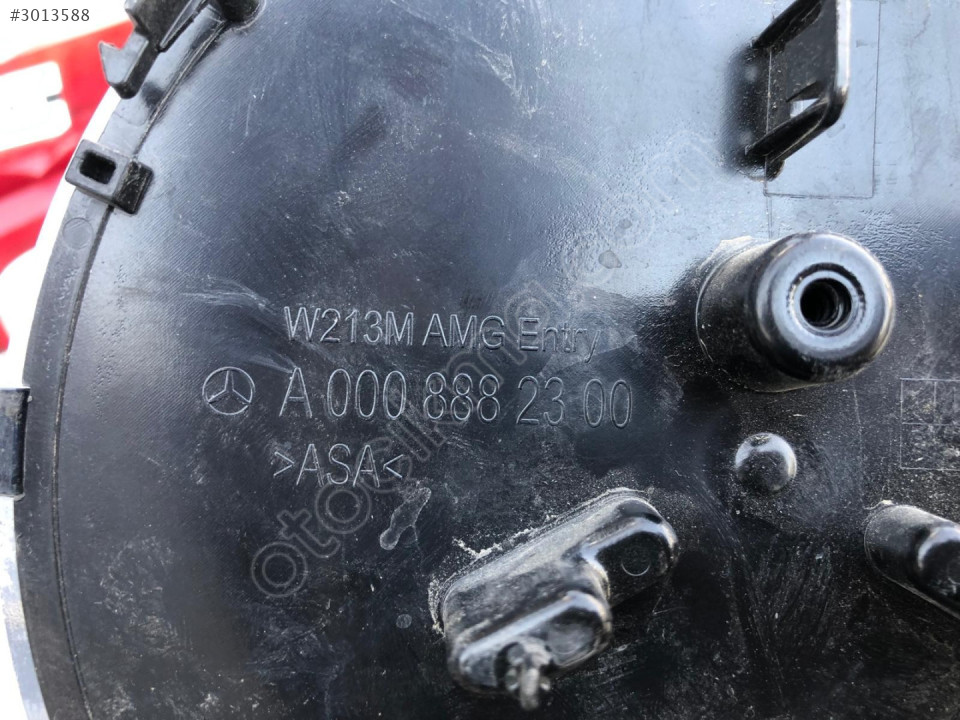 #3013588
W213M AMG Entry
A 000 888 23 00
>ASA<